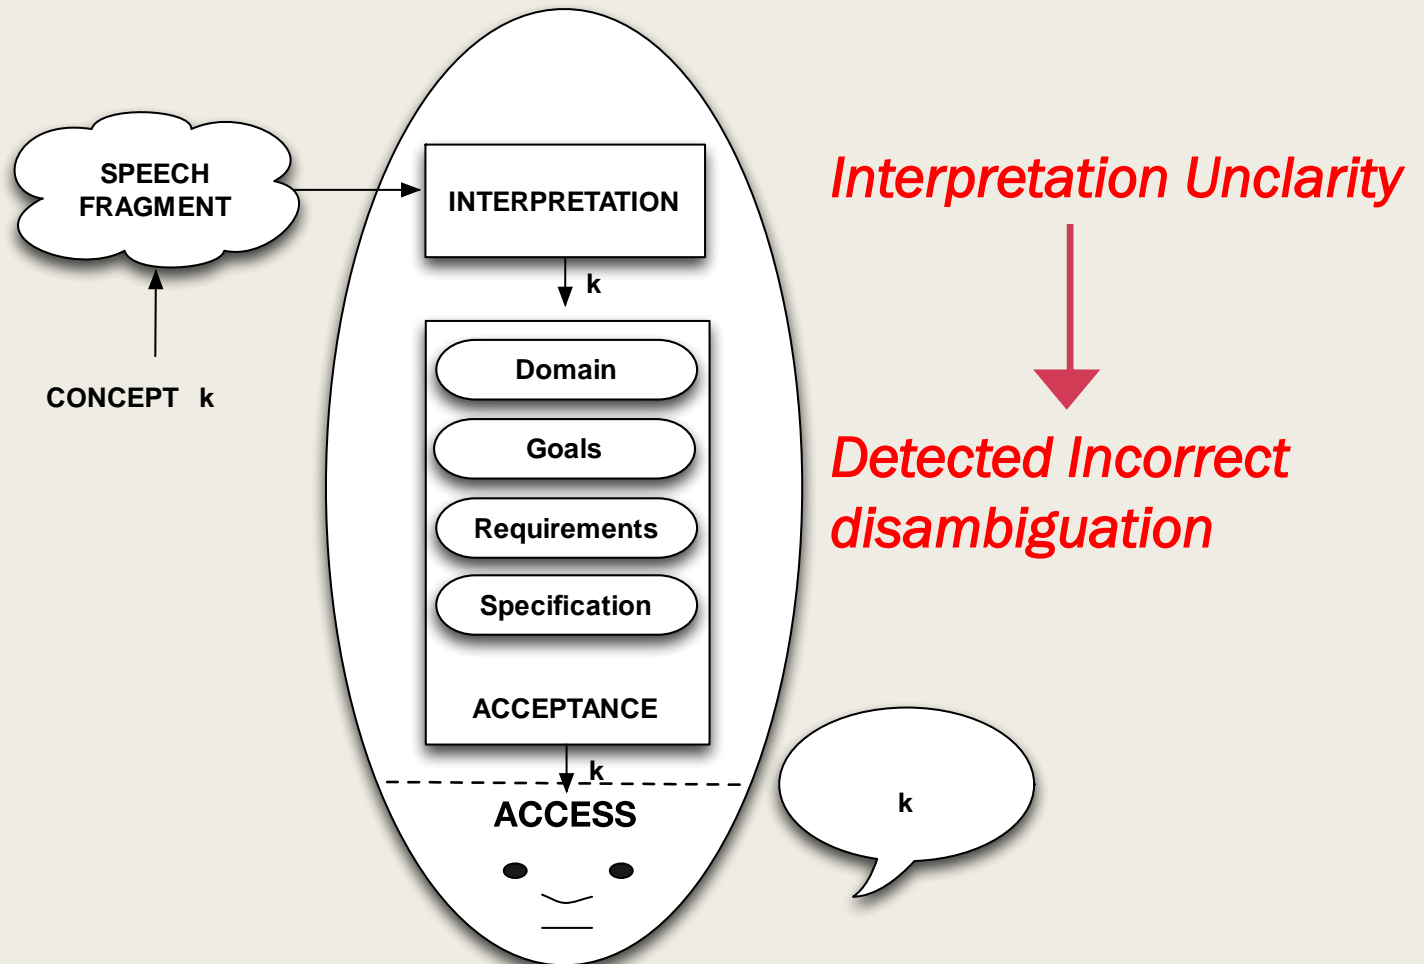 SPEECH
FRAGMENT
CONCEPT k
INTERPRETATION
k
Domain
Goals
Requirements
Specification
ACCEPTANCE
k
ACCESS
k
Interpretation Unclarity
Detected Incorrect
disambiguation